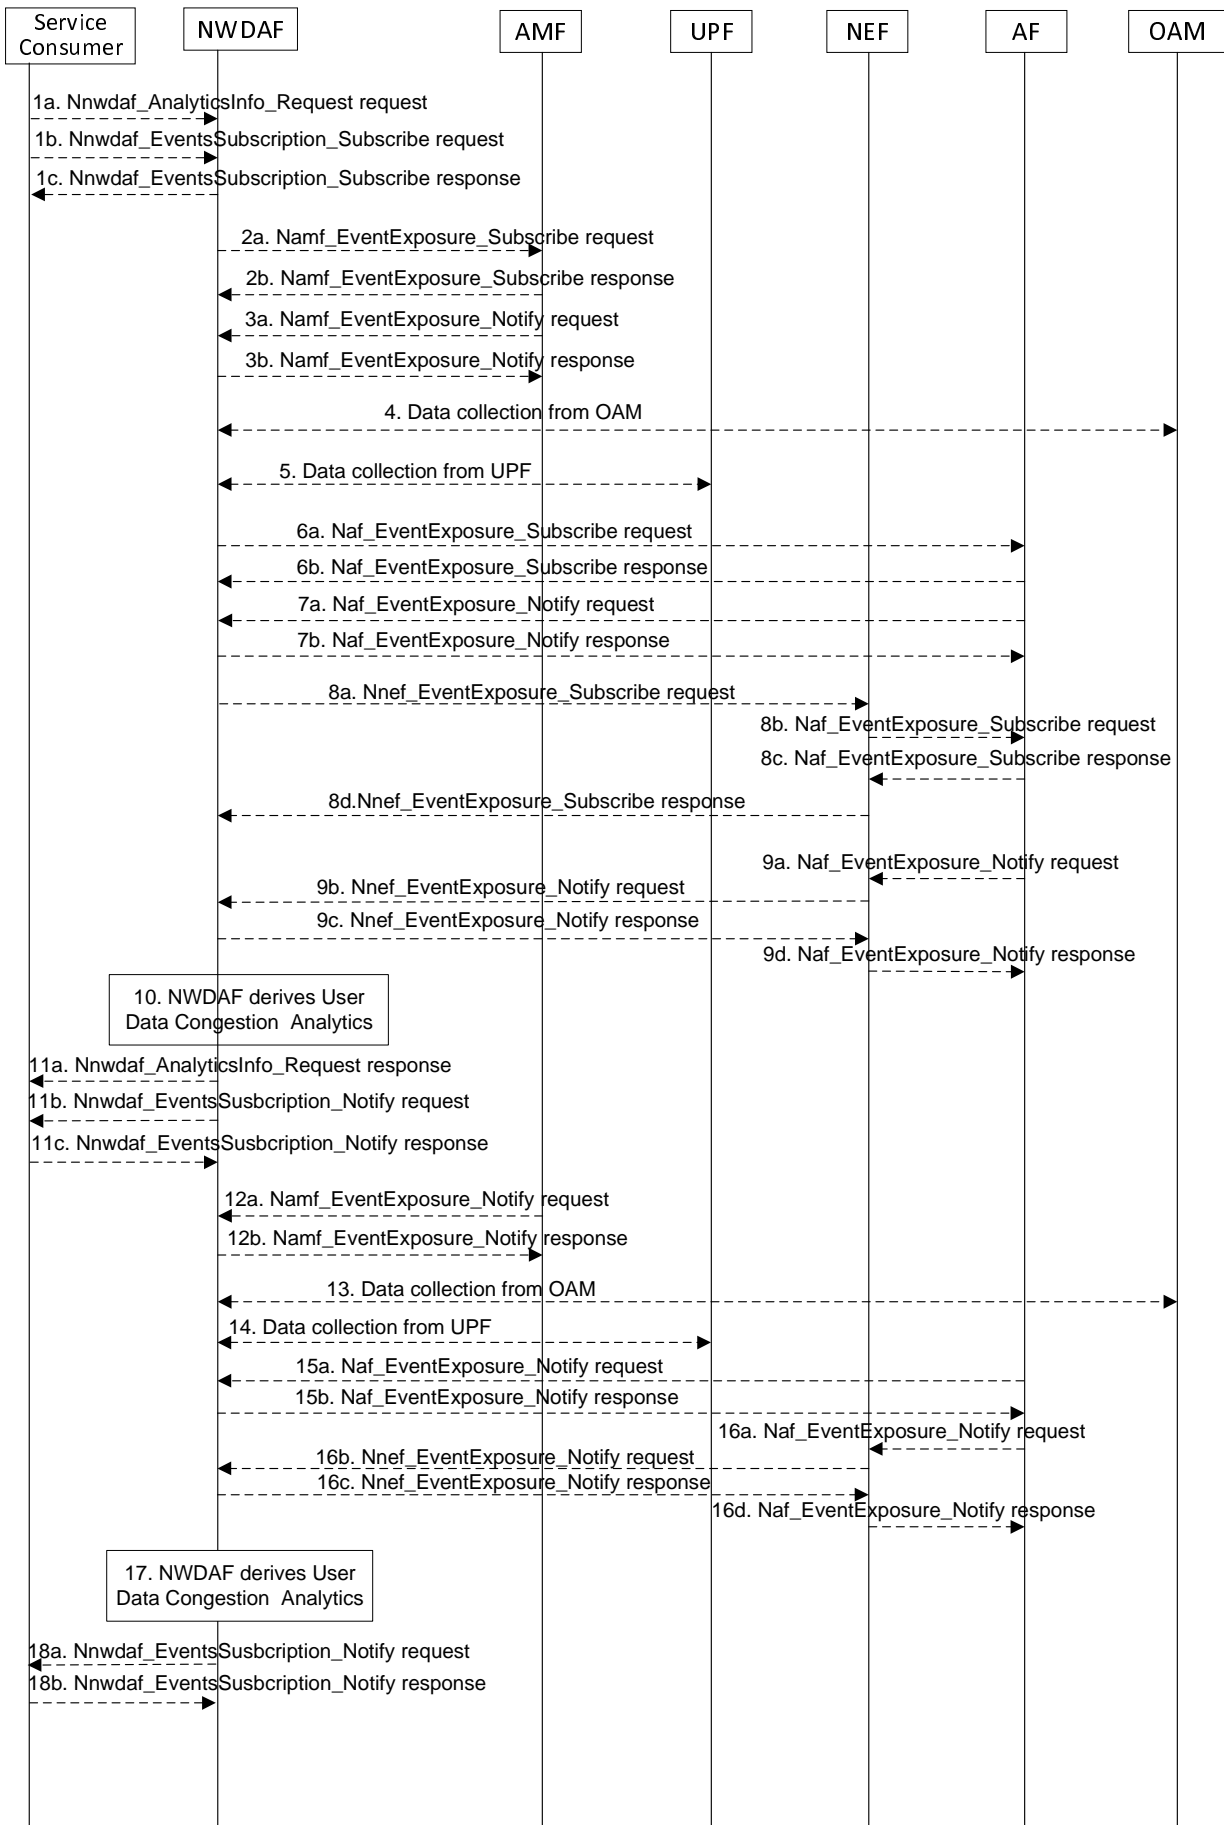 Service
Consumer
NWDAF
AMF
UPF
NEF
AF
OAM
1a. Nnwdaf_AnalyticsInfo_Request request
1b. Nnwdaf_EventsSubscription_Subscribe request
1c. Nnwdaf_EventsSubscription_Subscribe response
2a. Namf_EventExposure_Subscribe request
2b. Namf_EventExposure_Subscribe response
3a. Namf_EventExposure_Notify request
3b. Namf_EventExposure_Notify response
4. Data collection from OAM
5. Data collection from UPF
6a. Naf_EventExposure_Subscribe request
6b. Naf_EventExposure_Subscribe response
7a. Naf_EventExposure_Notify request
7b. Naf_EventExposure_Notify response
8a. Nnef_EventExposure_Subscribe request
8b. Naf_EventExposure_Subscribe request
8c. Naf_EventExposure_Subscribe response
8d.Nnef_EventExposure_Subscribe response
9a. Naf_EventExposure_Notify request
9b. Nnef_EventExposure_Notify request
9c. Nnef_EventExposure_Notify response
9d. Naf_EventExposure_Notify response
10. NWDAF derives User
Data Congestion  Analytics
11a. Nnwdaf_AnalyticsInfo_Request response
11b. Nnwdaf_EventsSusbcription_Notify request
11c. Nnwdaf_EventsSusbcription_Notify response
12a. Namf_EventExposure_Notify request
12b. Namf_EventExposure_Notify response
13. Data collection from OAM
14. Data collection from UPF
15a. Naf_EventExposure_Notify request
15b. Naf_EventExposure_Notify response
16a. Naf_EventExposure_Notify request
16b. Nnef_EventExposure_Notify request
16c. Nnef_EventExposure_Notify response
16d. Naf_EventExposure_Notify response
17. NWDAF derives User
Data Congestion  Analytics
18a. Nnwdaf_EventsSusbcription_Notify request
18b. Nnwdaf_EventsSusbcription_Notify response